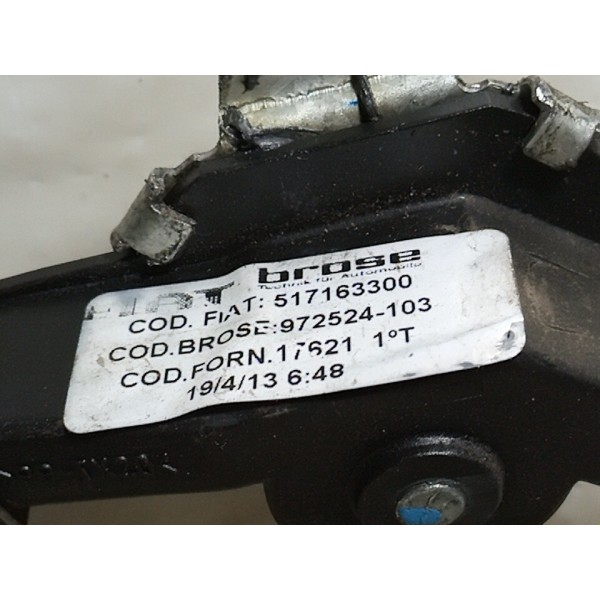 FIAT brose
Technik für Automobile
COD. FIAT: 517163300
COD.BROSE:972524-103
COD.FORN.17621 1°T
19/4/13 6:48